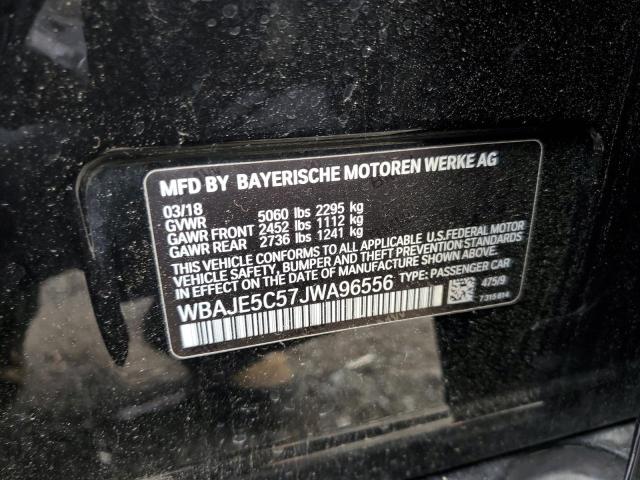 MFD BY BAYERISCHE MOTOREN WERKE AG
03/18
GVWR 5060 lbs 2295 kg
GAWR FRONT 2452 lbs 1112 kg
GAWR REAR 2736 lbs 1241 kg
THIS VEHICLE CONFORMS TO ALL APPLICABLE U.S.FEDERAL MOTOR
VEHICLE SAFETY, BUMPER AND THEFT PREVENTION STANDARDS
IN EFFECT ON THE DATE OF MANUFACTURE SHOWN ABOVE.
WBAJE5C57JWA96556 TYPE: PASSENGER CAR
475/9
7315814